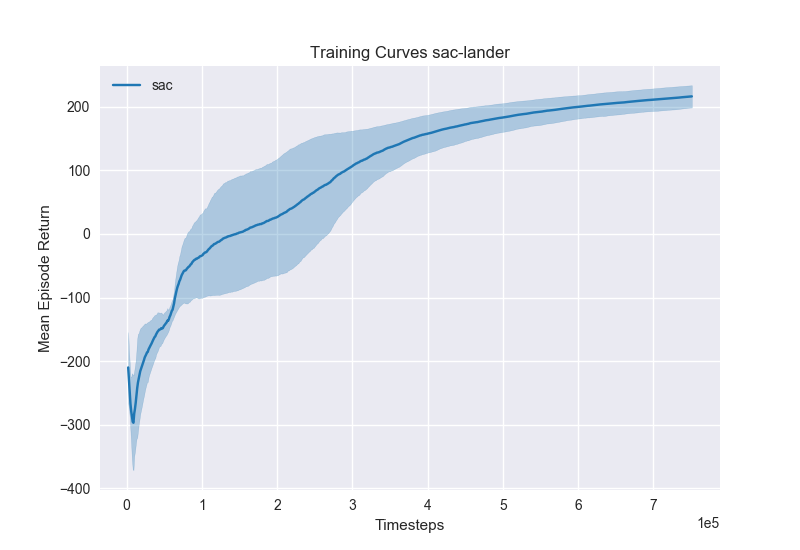 Training Curves sac-lander
sac
200
100
0
−100
−200
−300
−400
Mean Episode Return
0 1 2 3 4 5 6 7
1e5
Timesteps